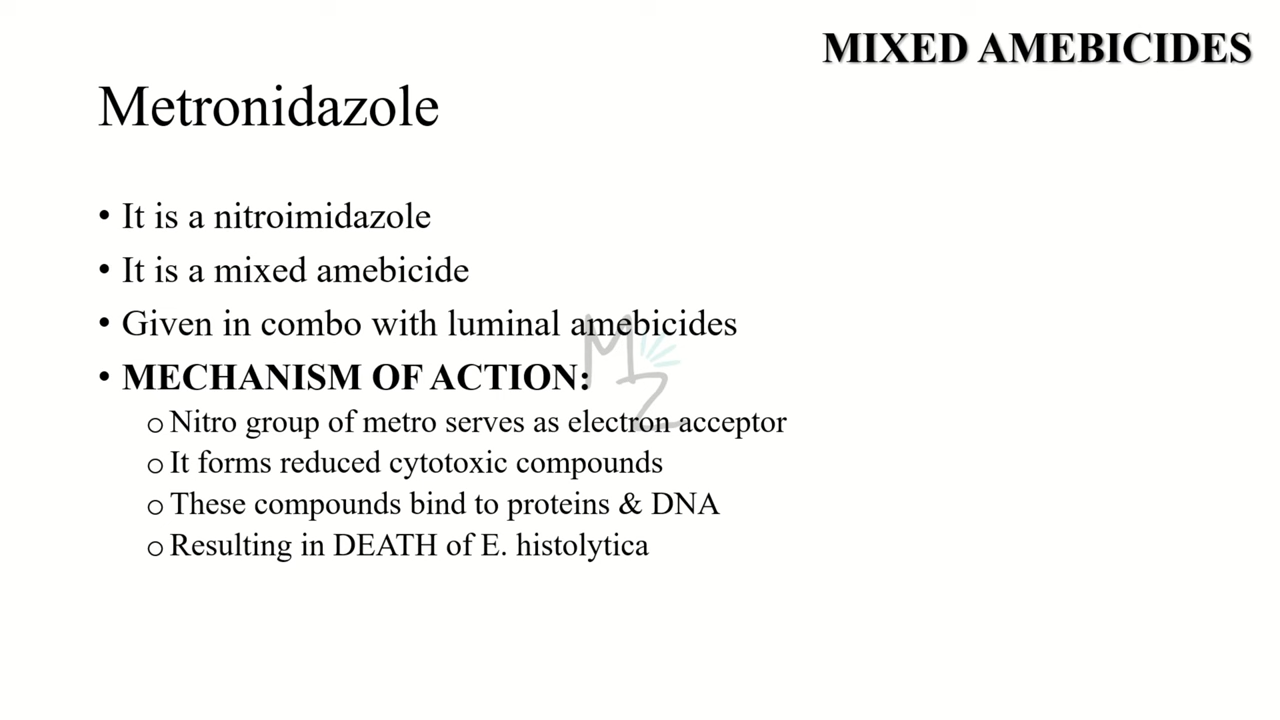 MIXED AMEBICIDES
Metronidazole
• It is a nitroimidazole
• It is a mixed amebicide
• Given in combo with luminal amebicides
• MECHANISM OF ACTION:
o Nitro group of metro serves as electron acceptor
o It forms reduced cytotoxic compounds
o These compounds bind to proteins & DNA
o Resulting in DEATH of E. histolytica